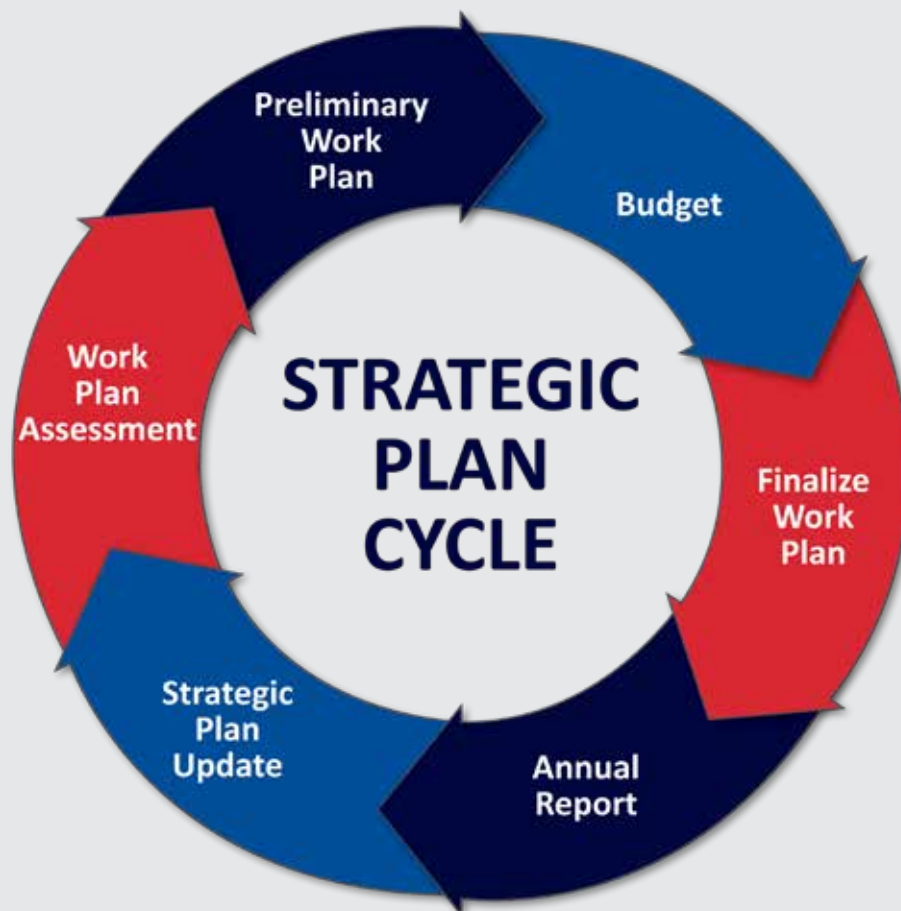 Preliminary
Work
Plan
Budget
Finalize
Work
Plan
Annual
Report
Strategic
Plan
Update
Work
Plan
Assessment
STRATEGIC
PLAN
CYCLE